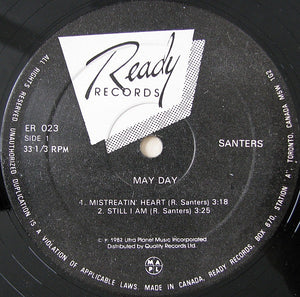 Ready
RECORDS
ER 023
SIDE 1
33·1/3 RPM
SANTERS
MAY DAY
1. MISTREATIN' HEART (R. Santers) 3:18
2. STILL I AM (R. Santers) 3:25
© ℗ 1982 Ultra Planet Music Incorporated
Distributed by Quality Records Ltd
M A
P L
ALL RIGHTS RESERVED. UNAUTHORIZED DUPLICATION IS A VIOLATION OF APPLICABLE LAWS. MADE IN CANADA, READY RECORDS, BOX 670, STATION "A" TORONTO, CANADA M5W 1G2